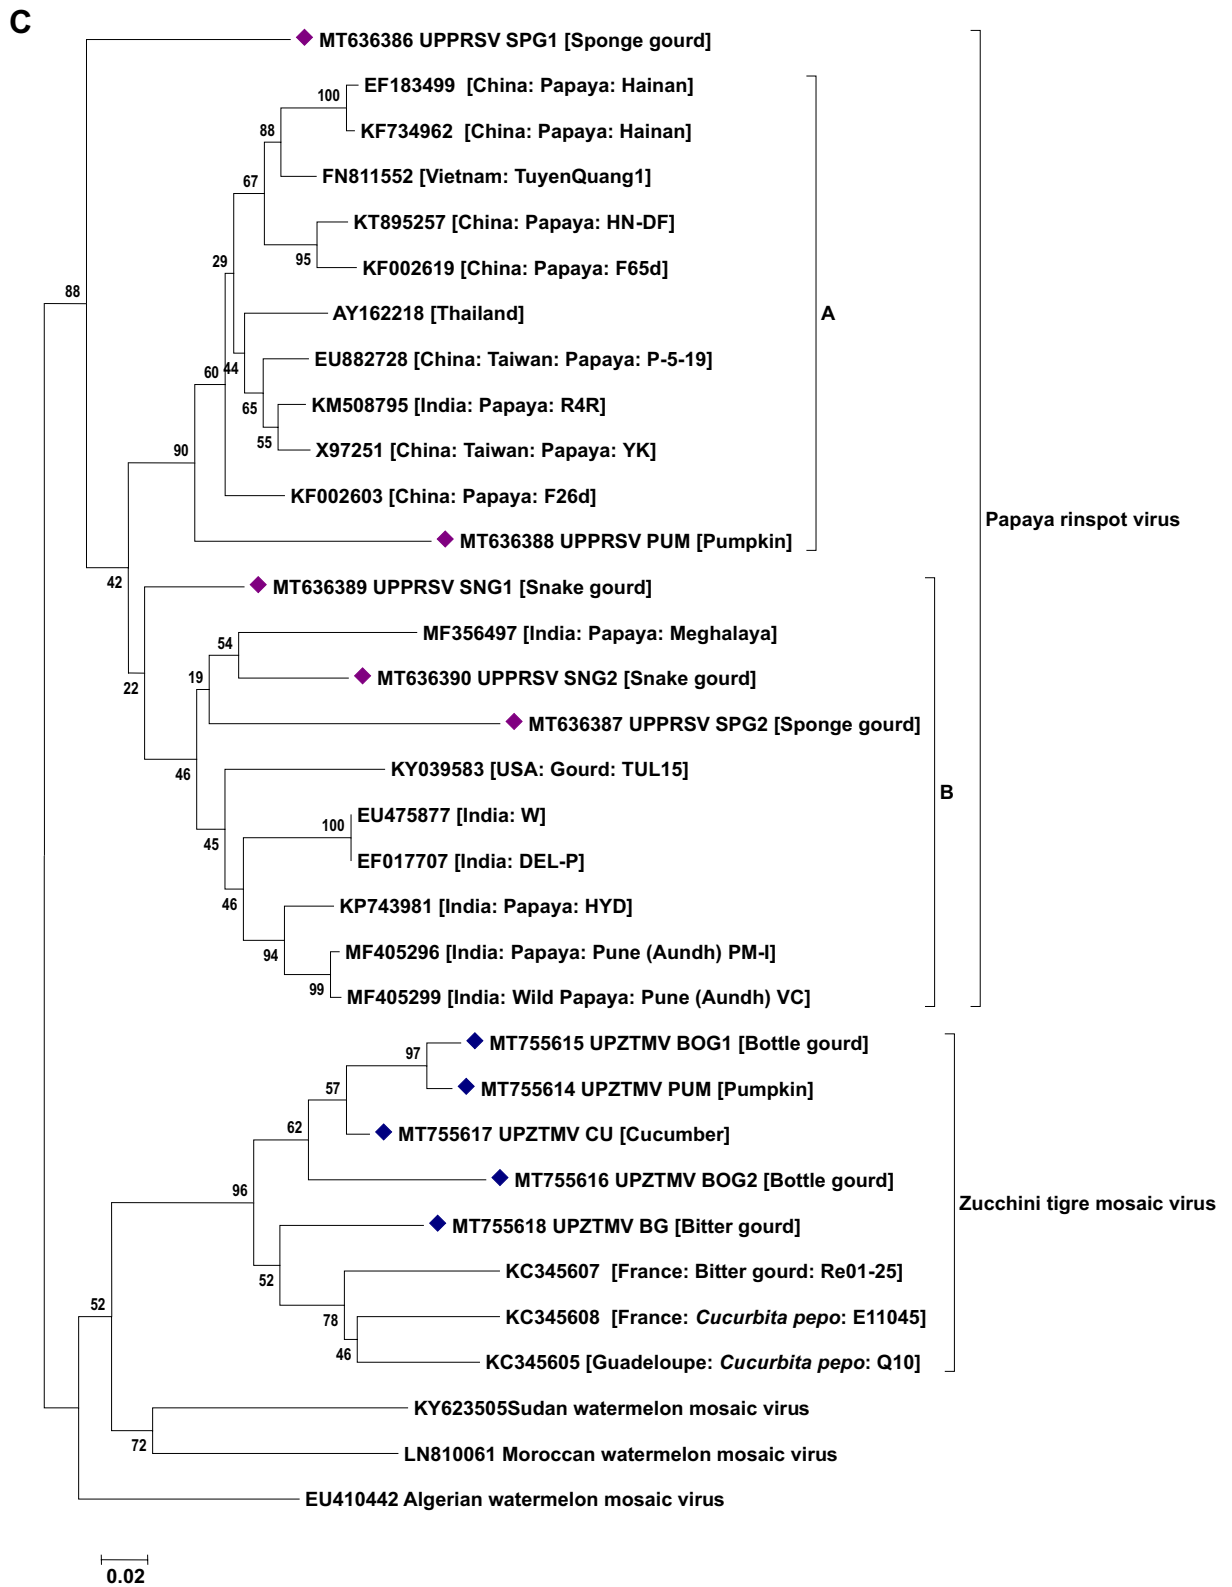 C
MT636386 UPPRSV SPG1 [Sponge gourd]
EF183499 [China: Papaya: Hainan]
100
KF734962 [China: Papaya: Hainan]
88
FN811552 [Vietnam: TuyenQuang1]
67
KT895257 [China: Papaya: HN-DF]
95
KF002619 [China: Papaya: F65d]
29
88
AY162218 [Thailand]
A
EU882728 [China: Taiwan: Papaya: P-5-19]
60
44
KM508795 [India: Papaya: R4R]
65
55
X97251 [China: Taiwan: Papaya: YK]
90
KF002603 [China: Papaya: F26d]
Papaya rinspot virus
MT636388 UPPRSV PUM [Pumpkin]
42
MT636389 UPPRSV SNG1 [Snake gourd]
MF356497 [India: Papaya: Meghalaya]
54
MT636390 UPPRSV SNG2 [Snake gourd]
19
22
MT636387 UPPRSV SPG2 [Sponge gourd]
46
KY039583 [USA: Gourd: TUL15]
B
EU475877 [India: W]
100
45
EF017707 [India: DEL-P]
46
KP743981 [India: Papaya: HYD]
94
MF405296 [India: Papaya: Pune (Aundh) PM-I]
99
MF405299 [India: Wild Papaya: Pune (Aundh) VC]
MT755615 UPZTMV BOG1 [Bottle gourd]
97
MT755614 UPZTMV PUM [Pumpkin]
57
MT755617 UPZTMV CU [Cucumber]
62
MT755616 UPZTMV BOG2 [Bottle gourd]
96
Zucchini tigre mosaic virus
MT755618 UPZTMV BG [Bitter gourd]
52
KC345607 [France: Bitter gourd: Re01-25]
52
78
KC345608 [France: Cucurbita pepo: E11045]
46
KC345605 [Guadeloupe: Cucurbita pepo: Q10]
KY623505Sudan watermelon mosaic virus
72
LN810061 Moroccan watermelon mosaic virus
EU410442 Algerian watermelon mosaic virus
0.02